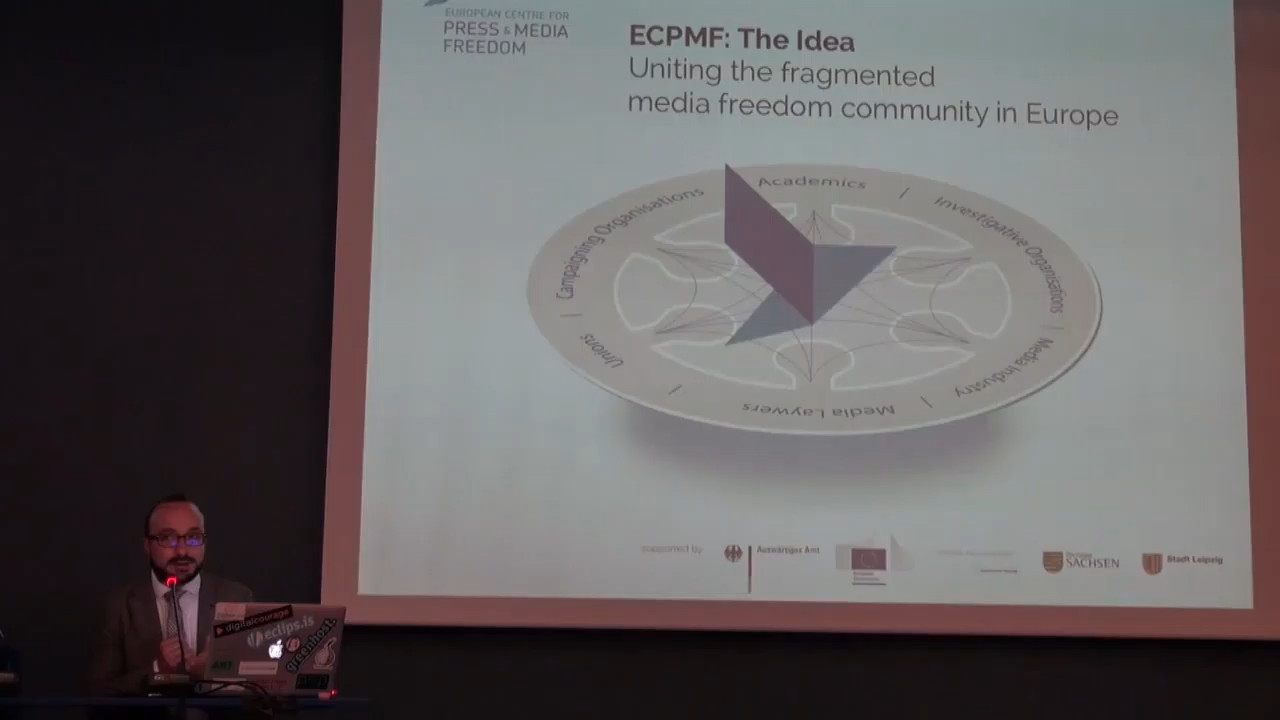 EUROPEAN CENTRE FOR
PRESS & MEDIA
FREEDOM
ECPMF: The Idea
Uniting the fragmented
media freedom community in Europe
Academics
Investigative Organisations
Media Industry
Media Laywers
Unions
Campaigning Organisations
supported by
Auswärtiges Amt
SACHSEN
Stadt Leipzig
digitalcourage
eclips.is
greenhost